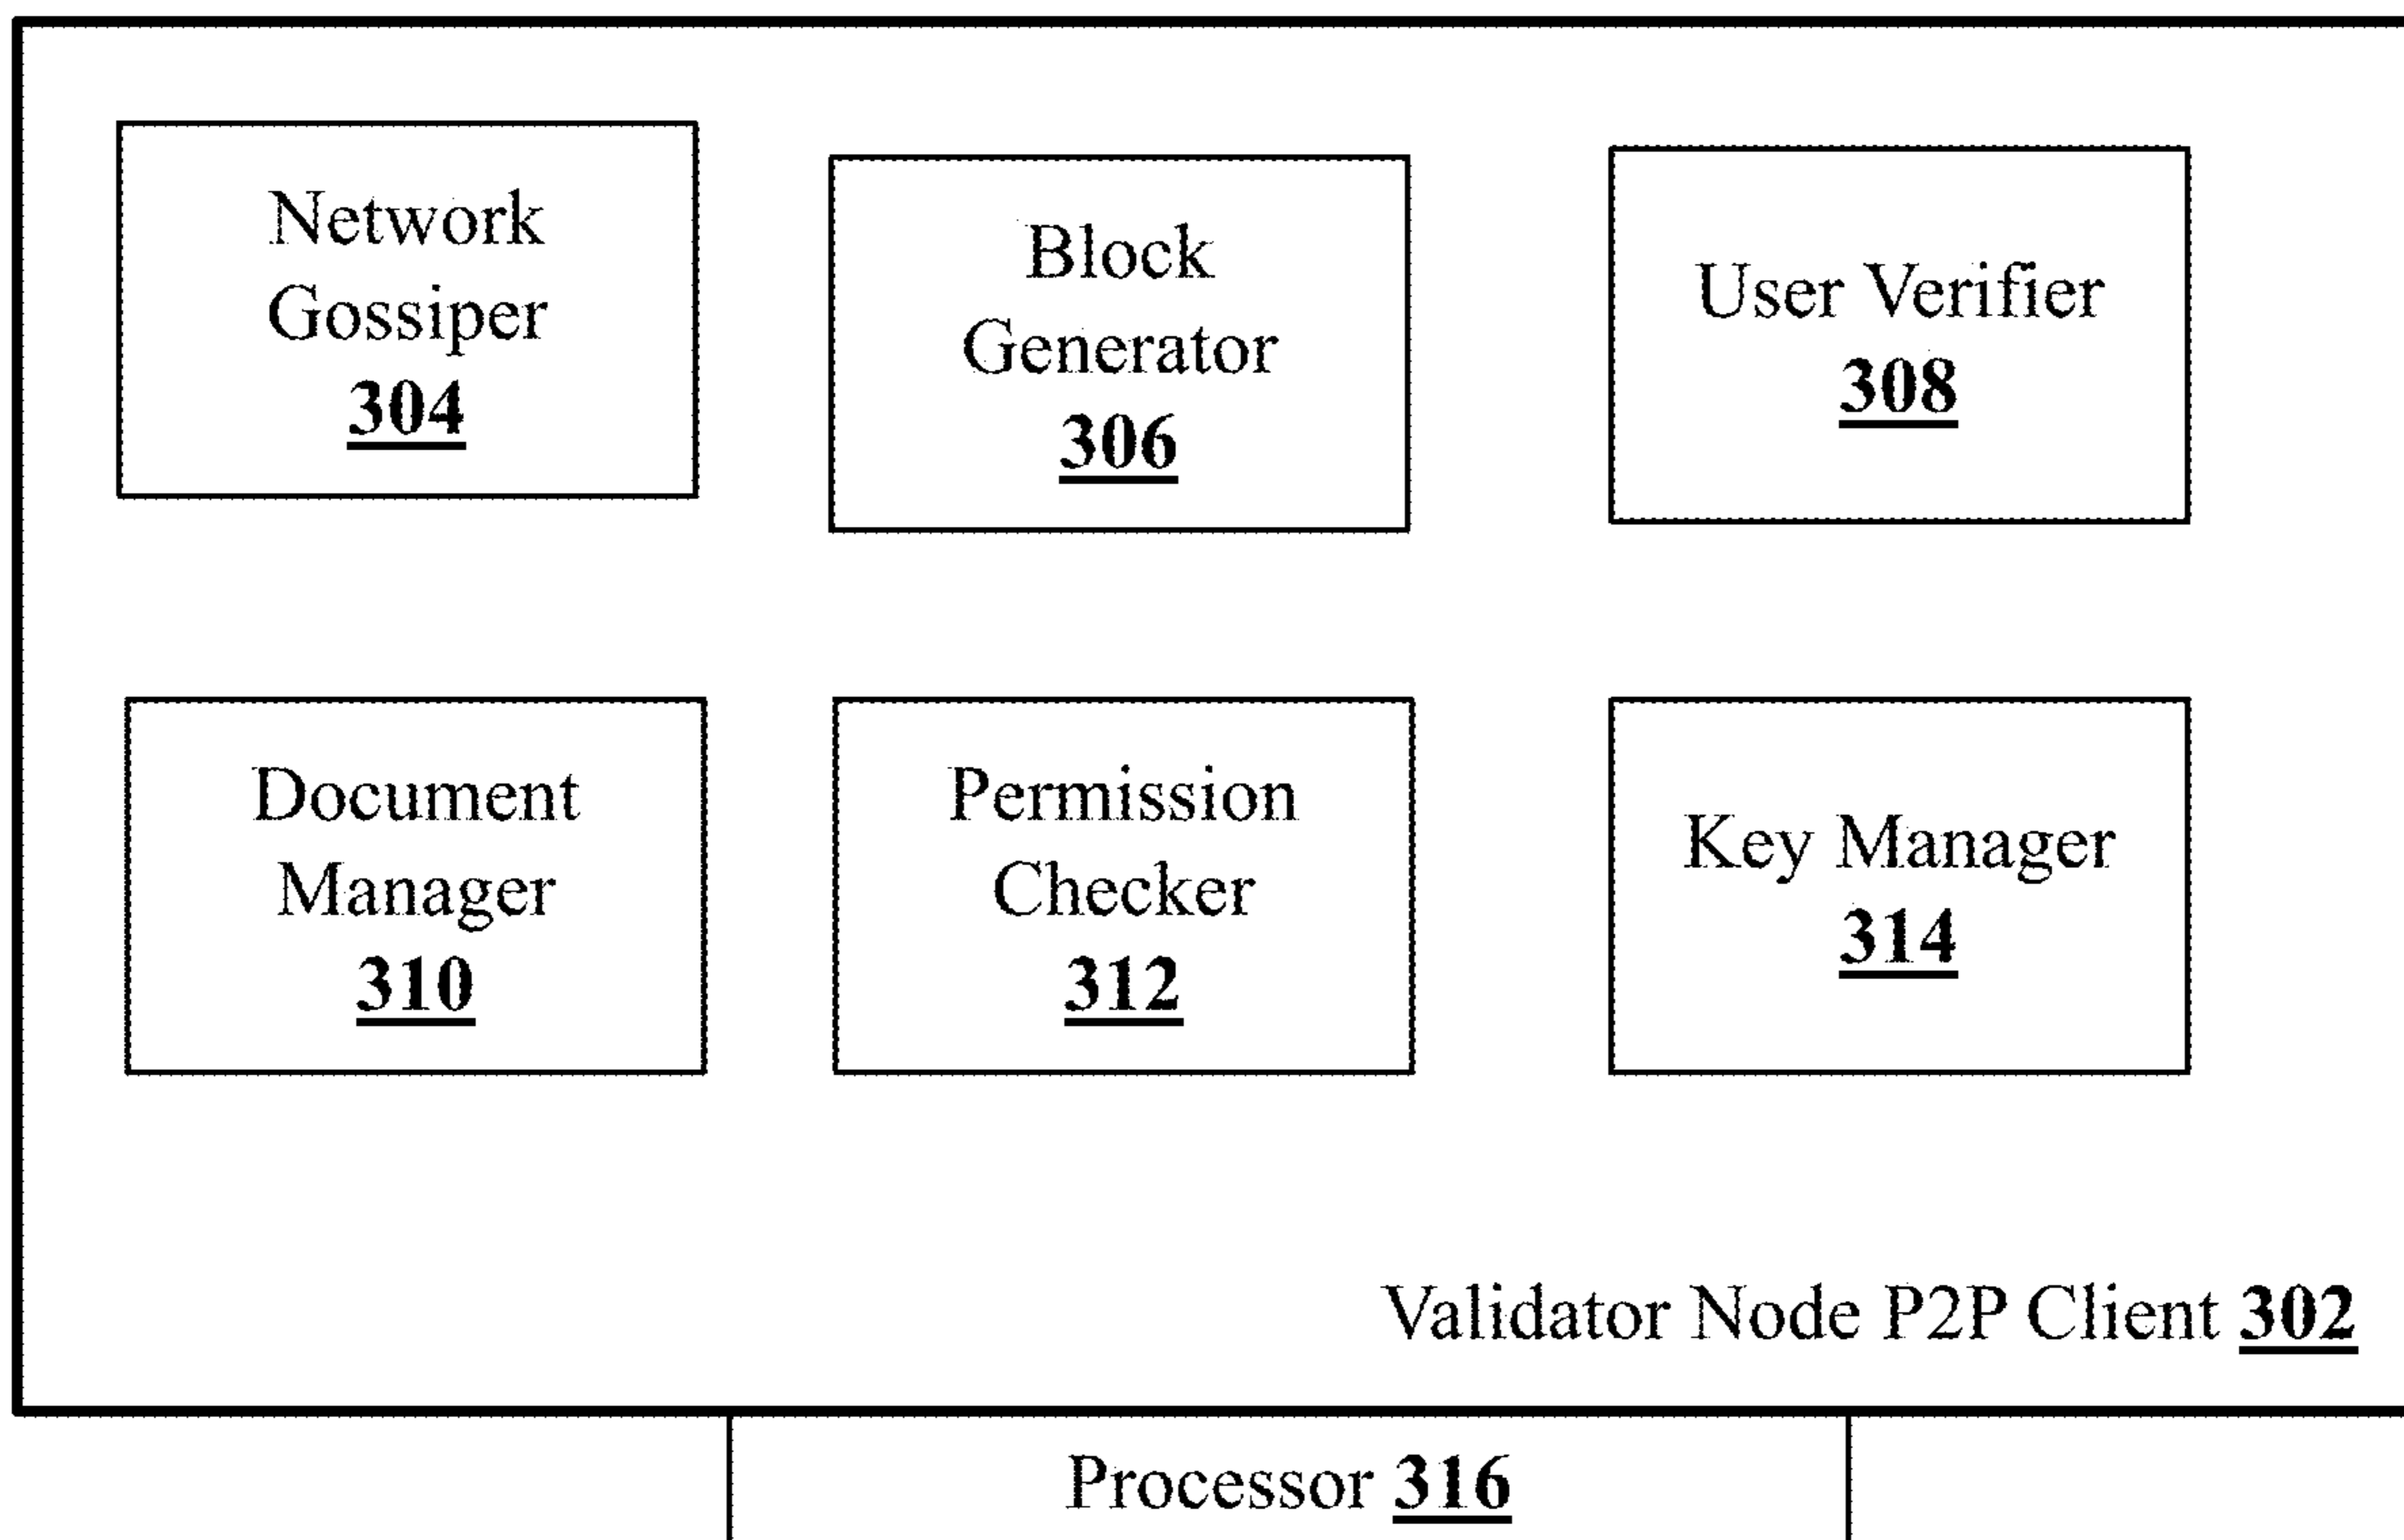 Network
Gossiper
304
Block
Generator
306
User Verifier
308
Document
Manager
310
Permission
Checker
312
Key Manager
314
Validator Node P2P Client 302
Processor 316